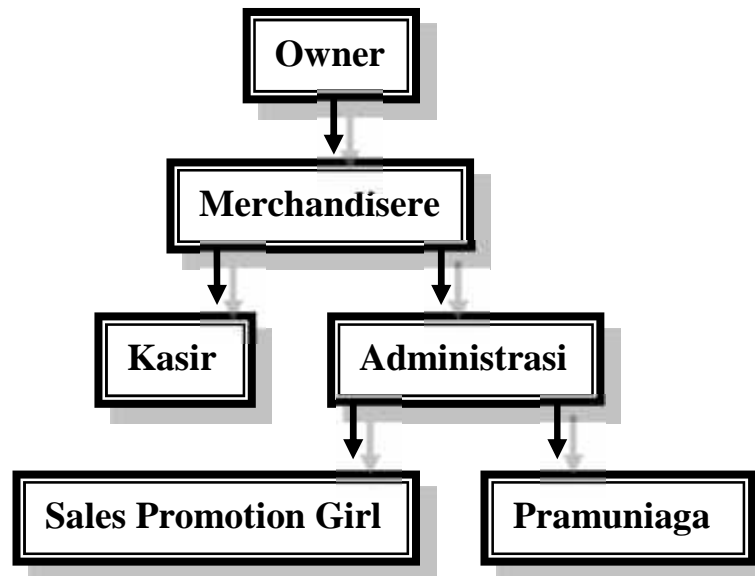 Owner
Merchandisere
Kasir
Administrasi
Sales Promotion Girl
Pramuniaga